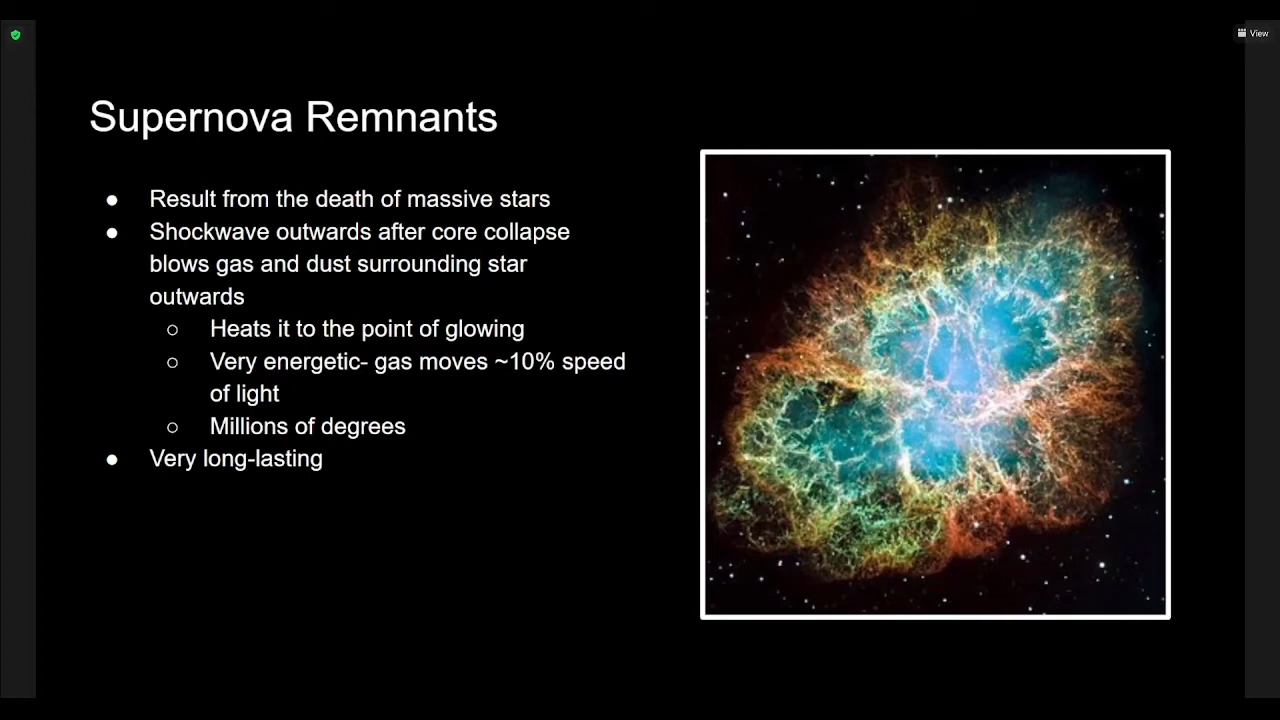 View
Supernova Remnants
● Result from the death of massive stars
● Shockwave outwards after core collapse
blows gas and dust surrounding star
outwards
○ Heats it to the point of glowing
○ Very energetic- gas moves ~10% speed
of light
○ Millions of degrees
● Very long-lasting